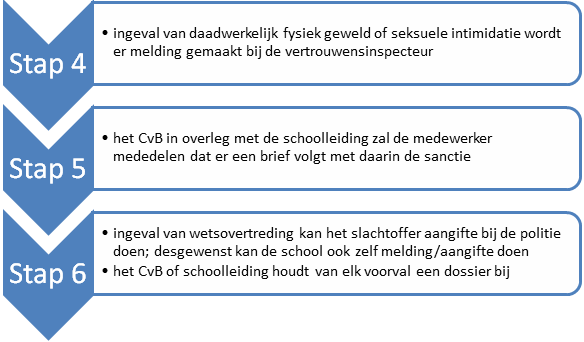 Stap 4
• ingeval van daadwerkelijk fysiek geweld of seksuele intimidatie wordt
er melding gemaakt bij de vertrouwensinspecteur
Stap 5
• het CvB in overleg met de schoolleiding zal de medewerker
mededelen dat er een brief volgt met daarin de sanctie
Stap 6
• ingeval van wetsovertreding kan het slachtoffer aangifte bij de politie
doen; desgewenst kan de school ook zelf melding/aangifte doen
• het CvB of schoolleiding houdt van elk voorval een dossier bij